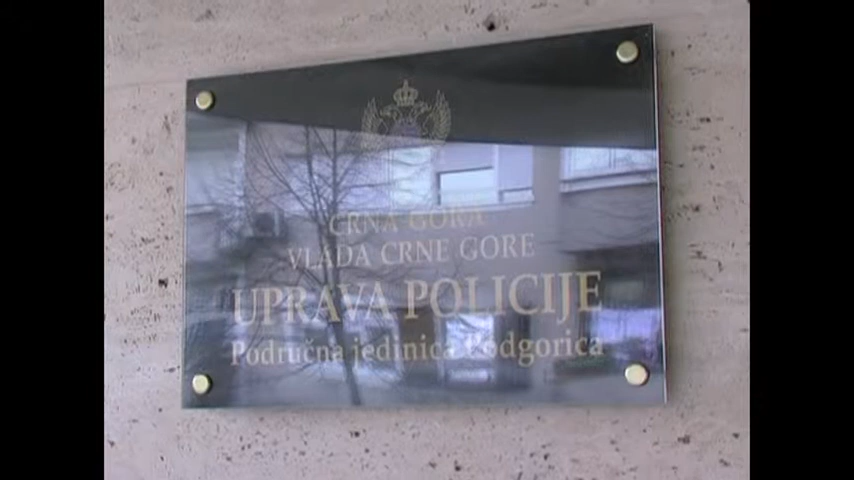 CRNA GORA
VLADA CRNE GORE
UPRAVA POLICIJE
Područna jedinica Podgorica